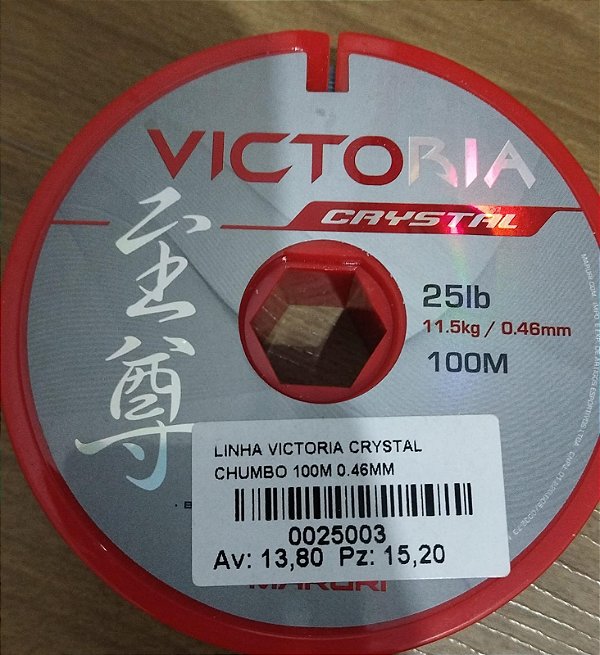 VICTORIA
CRYSTAL
至尊
25lb
11.5kg / 0.46mm
100M
LINHA VICTORIA CRYSTAL
CHUMBO 100M 0.46MM
0025003
Av: 13,80 Pz: 15,20
MARURI